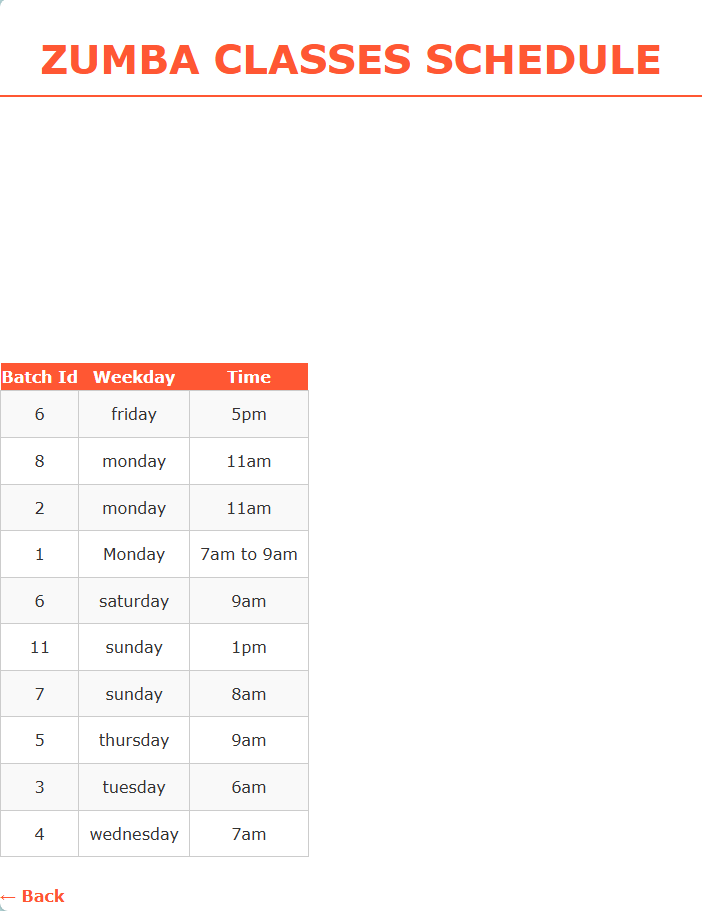 ZUMBA CLASSES SCHEDULE
Batch Id Weekday Time
6 friday 5pm
8 monday 11am
2 monday 11am
1 Monday 7am to 9am
6 saturday 9am
11 sunday 1pm
7 sunday 8am
5 thursday 9am
3 tuesday 6am
4 wednesday 7am
← Back